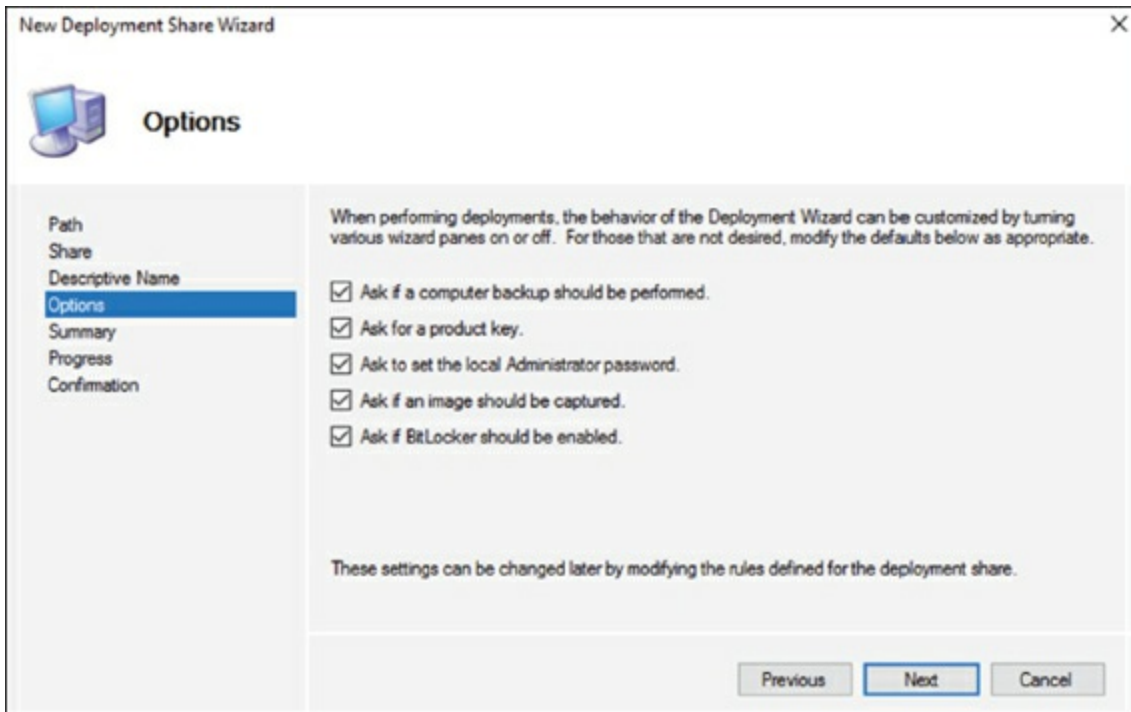 New Deployment Share Wizard
Options
Path
Share
Descriptive Name
Options
Summary
Progress
Confirmation
When performing deployments, the behavior of the Deployment Wizard can be customized by turning
various wizard panes on or off. For those that are not desired, modify the defaults below as appropriate.
Ask if a computer backup should be performed.
Ask for a product key.
Ask to set the local Administrator password.
Ask if an image should be captured.
Ask if BitLocker should be enabled.
These settings can be changed later by modifying the rules defined for the deployment share.
Previous
Next
Cancel